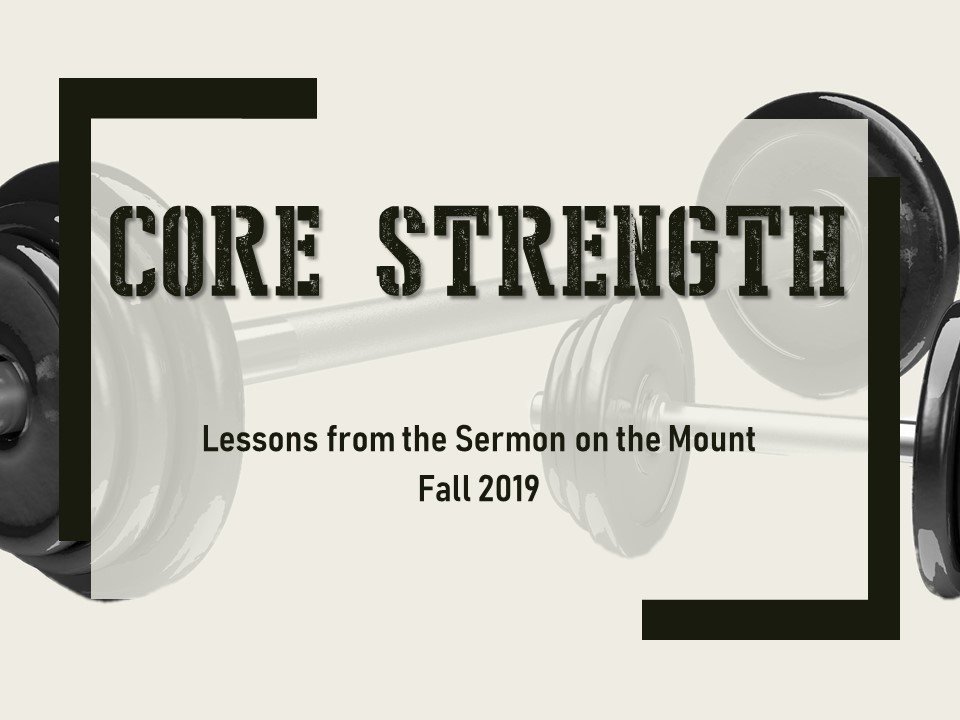 CORE STRENGTH
Lessons from the Sermon on the Mount
Fall 2019